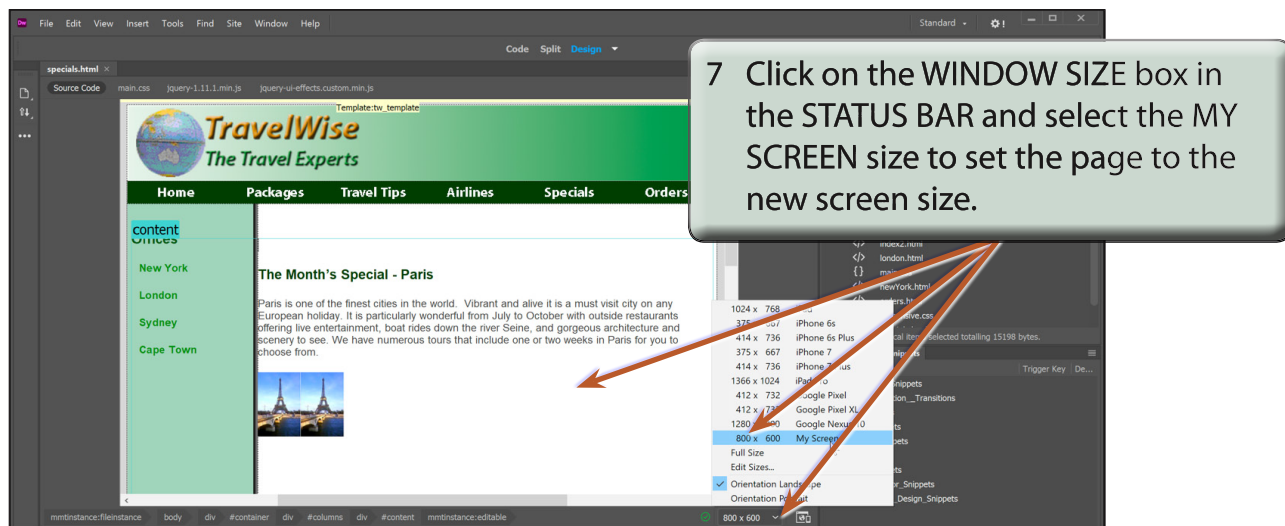 Dw File Edit View Insert Tools Find Site Window Help
Standard
Code Split Design
specials.html ×
Source Code main.css jquery-1.11.1.min.js jquery-ui-effects.custom.min.js
Template:tw_template
TravelWise
The Travel Experts
Home Packages Travel Tips Airlines Specials Orders
7 Click on the WINDOW SIZE box in
the STATUS BAR and select the MY
SCREEN size to set the page to the
new screen size.
content
Offices
New York
London
Sydney
Cape Town
The Month's Special - Paris
Paris is one of the finest cities in the world. Vibrant and alive it is a must visit city on any
European holiday. It is particularly wonderful from July to October with outside restaurants
offering live entertainment, boat rides down the river Seine, and gorgeous architecture and
scenery to see. We have numerous tours that include one or two weeks in Paris for you to
choose from.
index2.html
london.html
newYork.html
selected totalling 15198 bytes.
Trigger Key De...
1024 x 768
iPhone 6s
414 x 736 iPhone 6s Plus
375 x 667 iPhone 7
414 x 736 iPhone
1366 x 1024
412 x 732 Google Pixel
412 x Google Pixel XL
1280 Google
800 x 600 My Screen
Full Size
Edit Sizes...
Orientation Landscape
Orientation
_Transitions
_Snippets
_Design_Snippets
mmtinstance:fileinstance body div #container div #columns div #content mmtinstance:editable
800 x 600